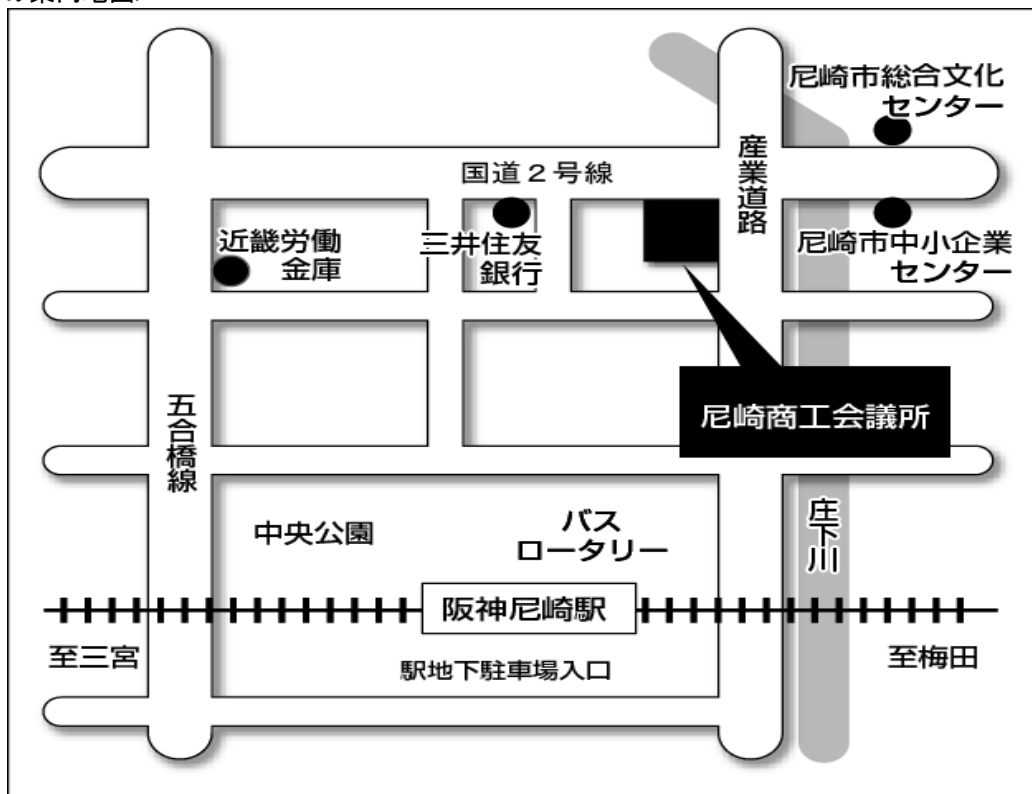 尼崎市総合文化
センター
国道２号線
産業道路
近畿労働
金庫
三井住友
銀行
尼崎市中小企業
センター
尼崎商工会議所
五合橋線
中央公園
バス
ロータリー
庄下川
阪神尼崎駅
至三宮
至梅田
駅地下駐車場入口